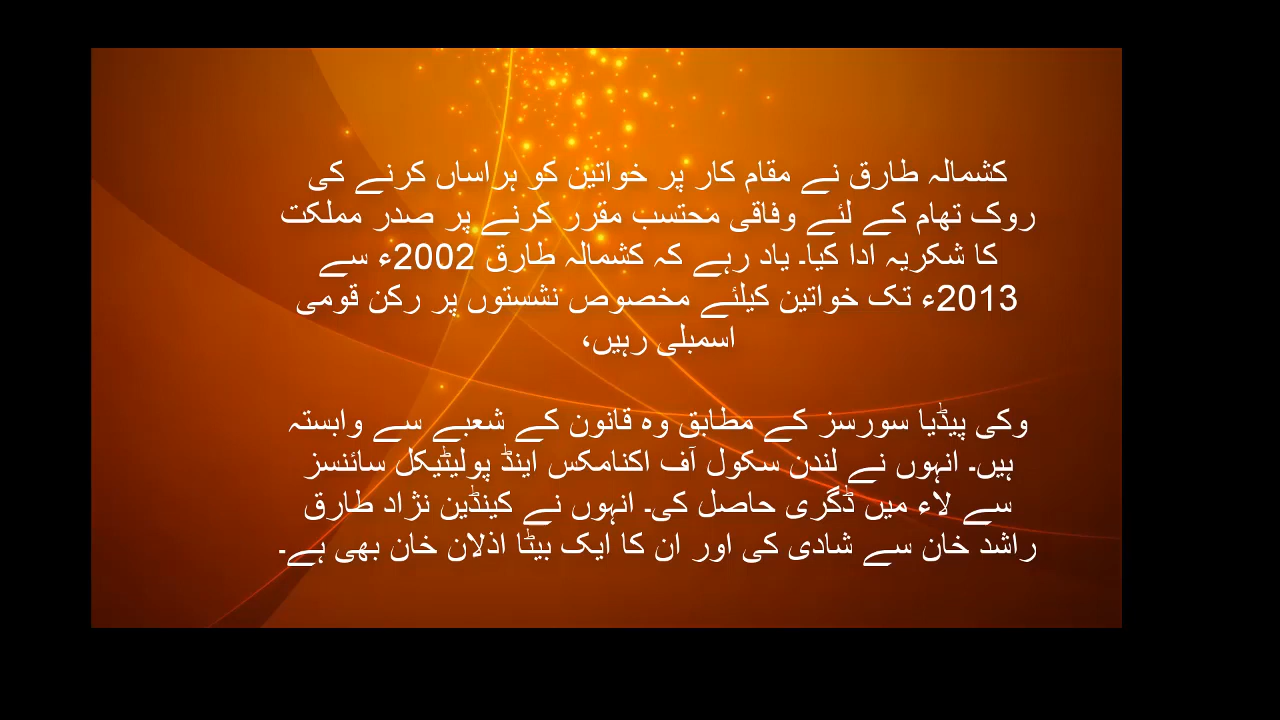 کشمالہ طارق نے مقام کار پر خواتین کو ہراساں کرنے کی
روک تھام کے لئے وفاقی محتسب مقرر کرنے پر صدر مملکت
کا شکریہ ادا کیا۔ یاد رہے کہ کشمالہ طارق 2002ء سے
2013ء تک خواتین کیلئے مخصوص نشستوں پر رکن قومی
اسمبلی رہیں،
وکی پیڈیا سورسز کے مطابق وہ قانون کے شعبے سے وابستہ
ہیں۔ انہوں نے لندن سکول آف اکنامکس اینڈ پولیٹیکل سائنسز
سے لاء میں ڈگری حاصل کی۔ انہوں نے کینڈین نژاد طارق
راشد خان سے شادی کی اور ان کا ایک بیٹا اذلان خان بھی ہے۔